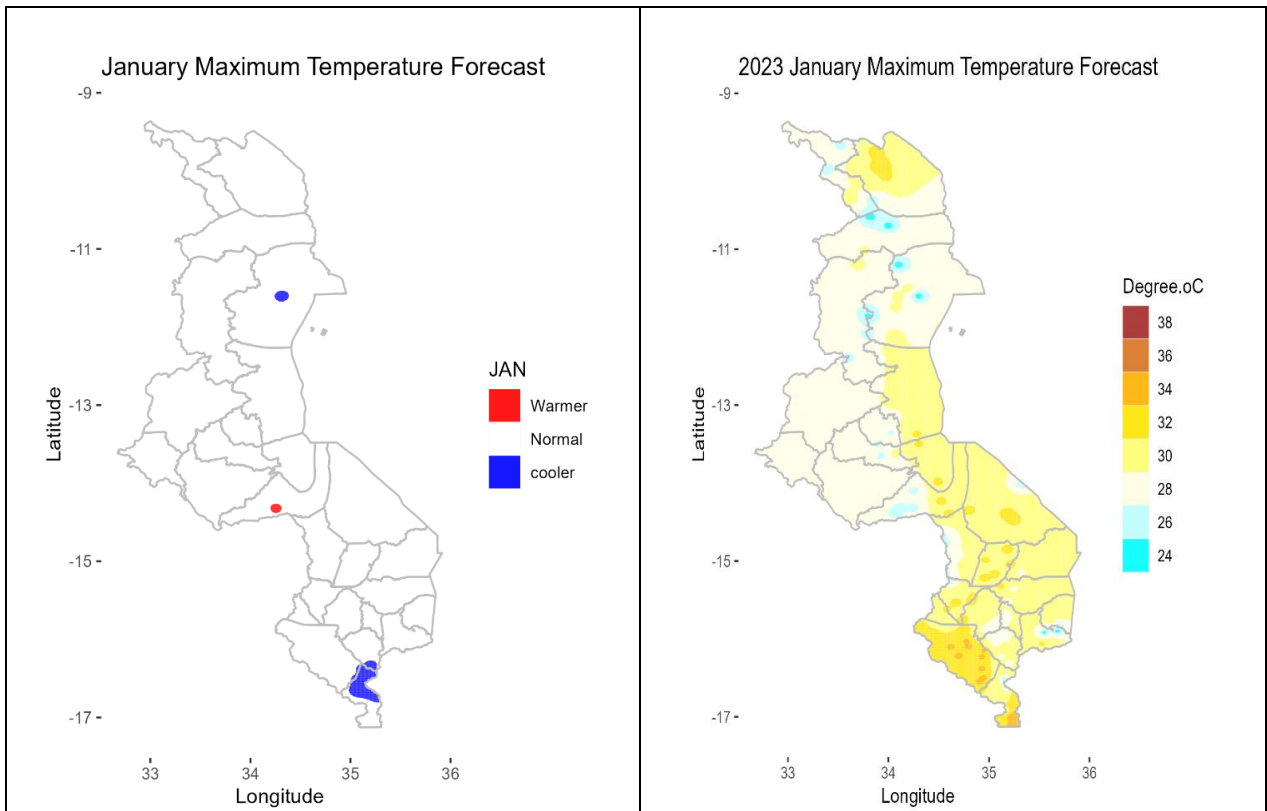 January Maximum Temperature Forecast
-9
-11
-13
-15
-17
Latitude
33
34
35
36
Longitude
JAN
Warmer
Normal
cooler
2023 January Maximum Temperature Forecast
-9
-11
-13
-15
-17
Latitude
33
34
35
36
Longitude
Degree.oC
38
36
34
32
30
28
26
24